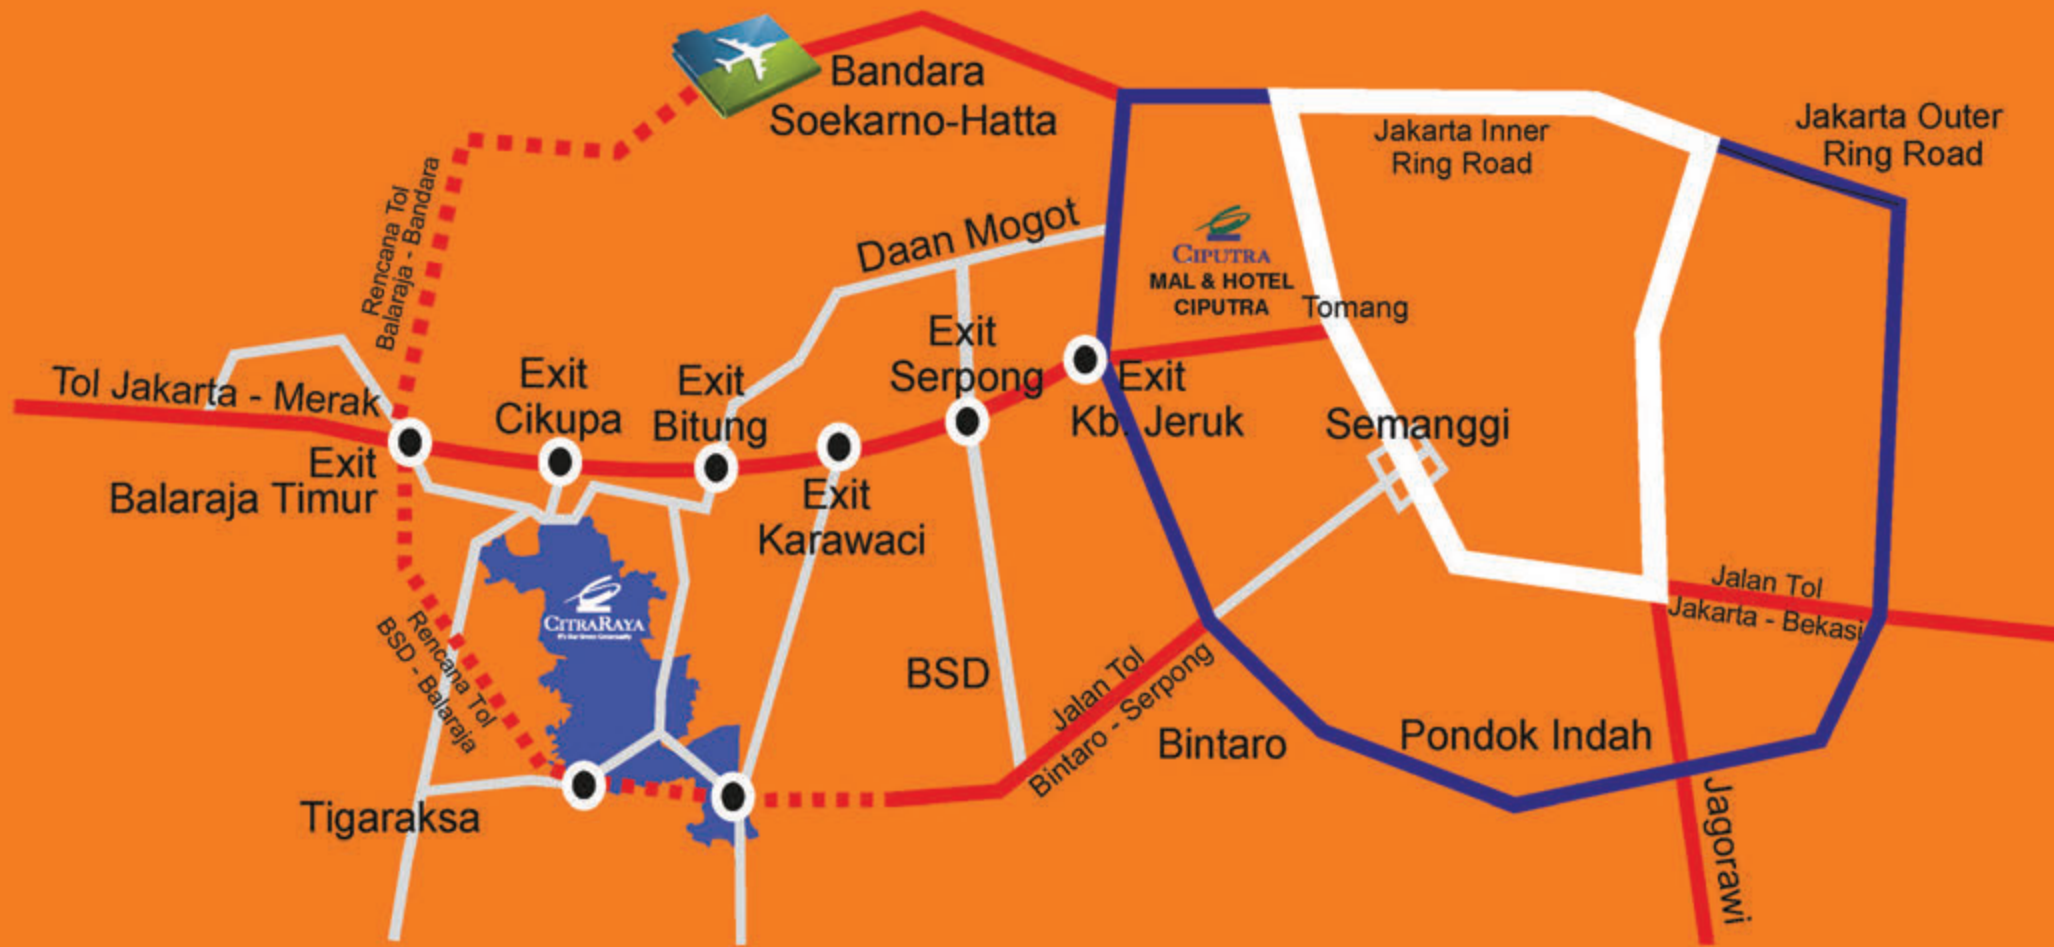 Bandara
Soekarno-Hatta
Jakarta Inner
Ring Road
Jakarta Outer
Ring Road
Rencana Tol
Balaraja - Bandara
Daan Mogot
CIPUTRA
MAL & HOTEL
CIPUTRA
Tomang
Tol Jakarta - Merak
Exit
Cikupa
Exit
Bitung
Exit
Serpong
Exit
Kb. Jeruk
Semanggi
Exit
Balaraja Timur
Exit
Karawaci
CITRARAYA
Rencana Tol
BSD - Balaraja
BSD
Jalan Tol
Bintaro - Serpong
Bintaro
Pondok Indah
Jalan Tol
Jakarta - Bekasi
Jagorawi
Tigaraksa